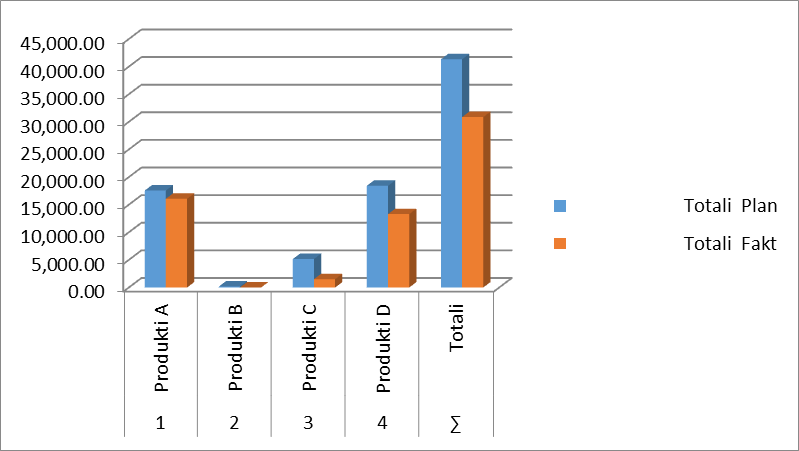 45,000.00
40,000.00
35,000.00
30,000.00
25,000.00
20,000.00
15,000.00
10,000.00
5,000.00
0.00
Produkti A
Produkti B
Produkti C
Produkti D
Totali
1
2
3
4
∑
Totali Plan
Totali Fakt